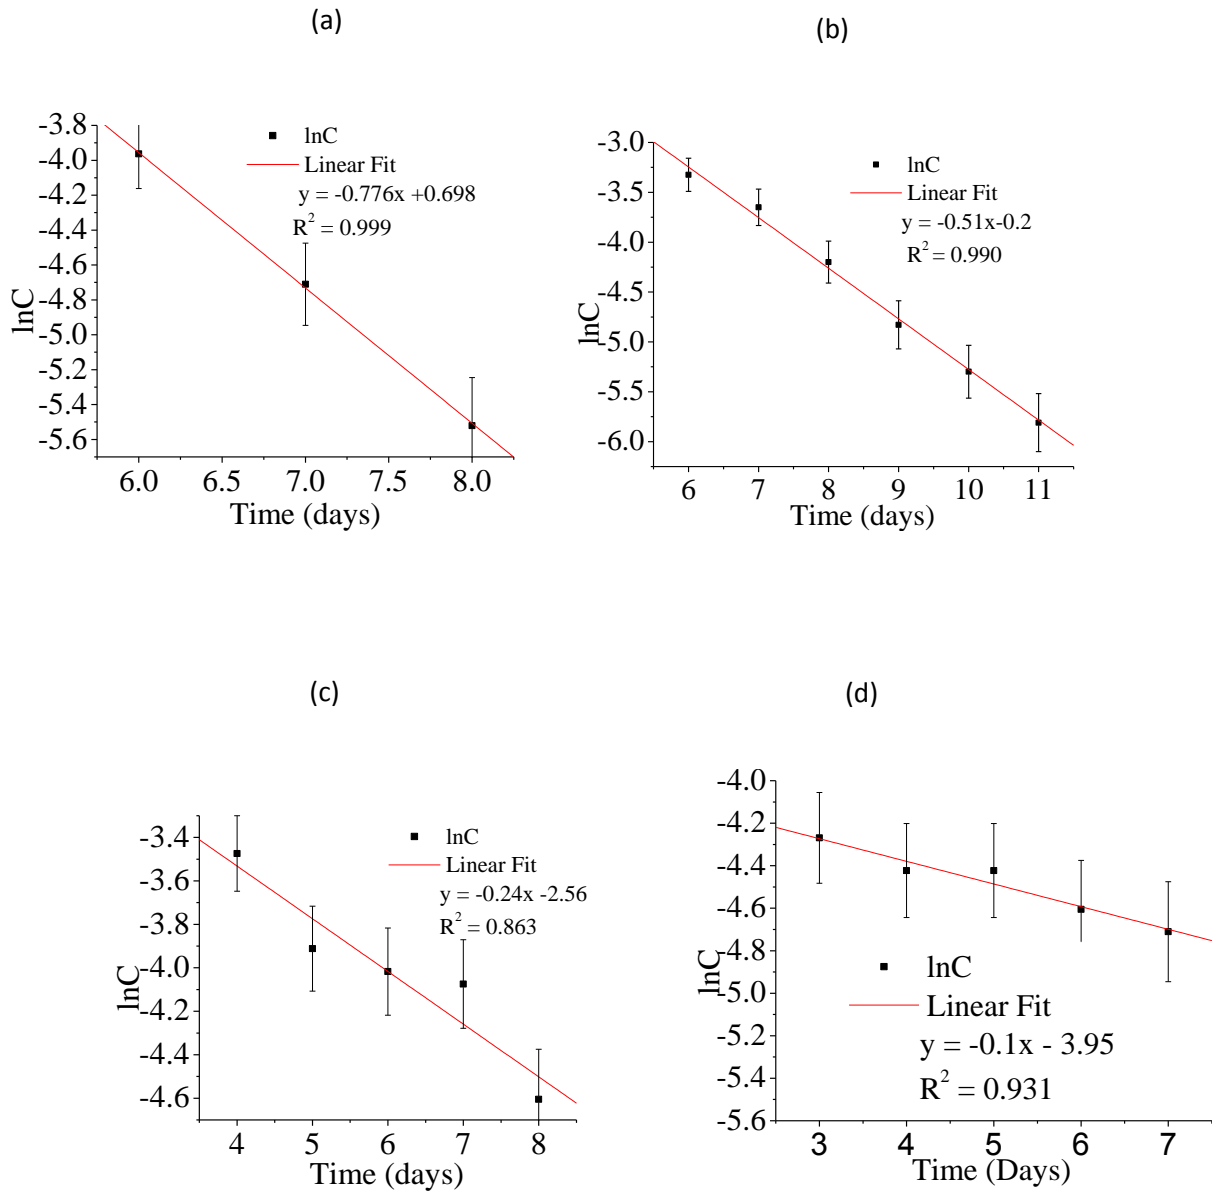 (a)
-3.8
-4.0
-4.2
-4.4
-4.6
-4.8
-5.0
-5.2
-5.4
-5.6
lnC
lnC
Linear Fit
y = -0.776x +0.698
R² = 0.999
6.0 6.5 7.0 7.5 8.0
Time (days)
(b)
-3.0
-3.5
-4.0
-4.5
-5.0
-5.5
-6.0
lnC
lnC
Linear Fit
y = -0.51x-0.2
R² = 0.990
6 7 8 9 10 11
Time (days)
(c)
-3.4
-3.6
-3.8
-4.0
-4.2
-4.4
-4.6
lnC
lnC
Linear Fit
y = -0.24x -2.56
R² = 0.863
4 5 6 7 8
Time (days)
(d)
-4.0
-4.2
-4.4
-4.6
-4.8
-5.0
-5.2
-5.4
-5.6
lnC
lnC
Linear Fit
y = -0.1x - 3.95
R² = 0.931
3 4 5 6 7
Time (Days)